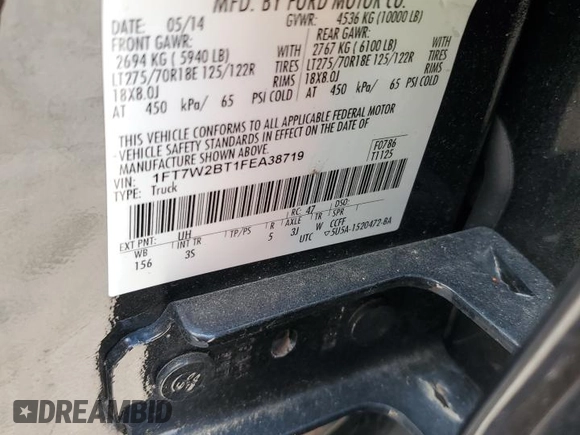 MFD. BY FORD MOTOR CO.
DATE: 05/14 GVWR: 4536 KG (10000 LB)
FRONT GAWR: REAR GAWR:
2694 KG ( 5940 LB) WITH 2767 KG ( 6100 LB) WITH
LT275/70R18E 125/122R TIRES LT275/70R18E 125/122R TIRES
18X8.0J RIMS 18X8.0J RIMS
AT 450 kPa/ 65 PSI COLD AT 450 kPa/ 65 PSI COLD
THIS VEHICLE CONFORMS TO ALL APPLICABLE FEDERAL MOTOR
VEHICLE SAFETY STANDARDS IN EFFECT ON THE DATE OF
MANUFACTURE SHOWN ABOVE.
VIN: 1FT7W2BT1FEA38719
TYPE: Truck
F0786
T1125
EXT PNT: UH RC: 47 DSO:
WB INT TR TP/PS R AXLE TR SPR
156 3S 5 3J W CCFF
UTC ▽5U5A-1520472-BA
DREAMBID